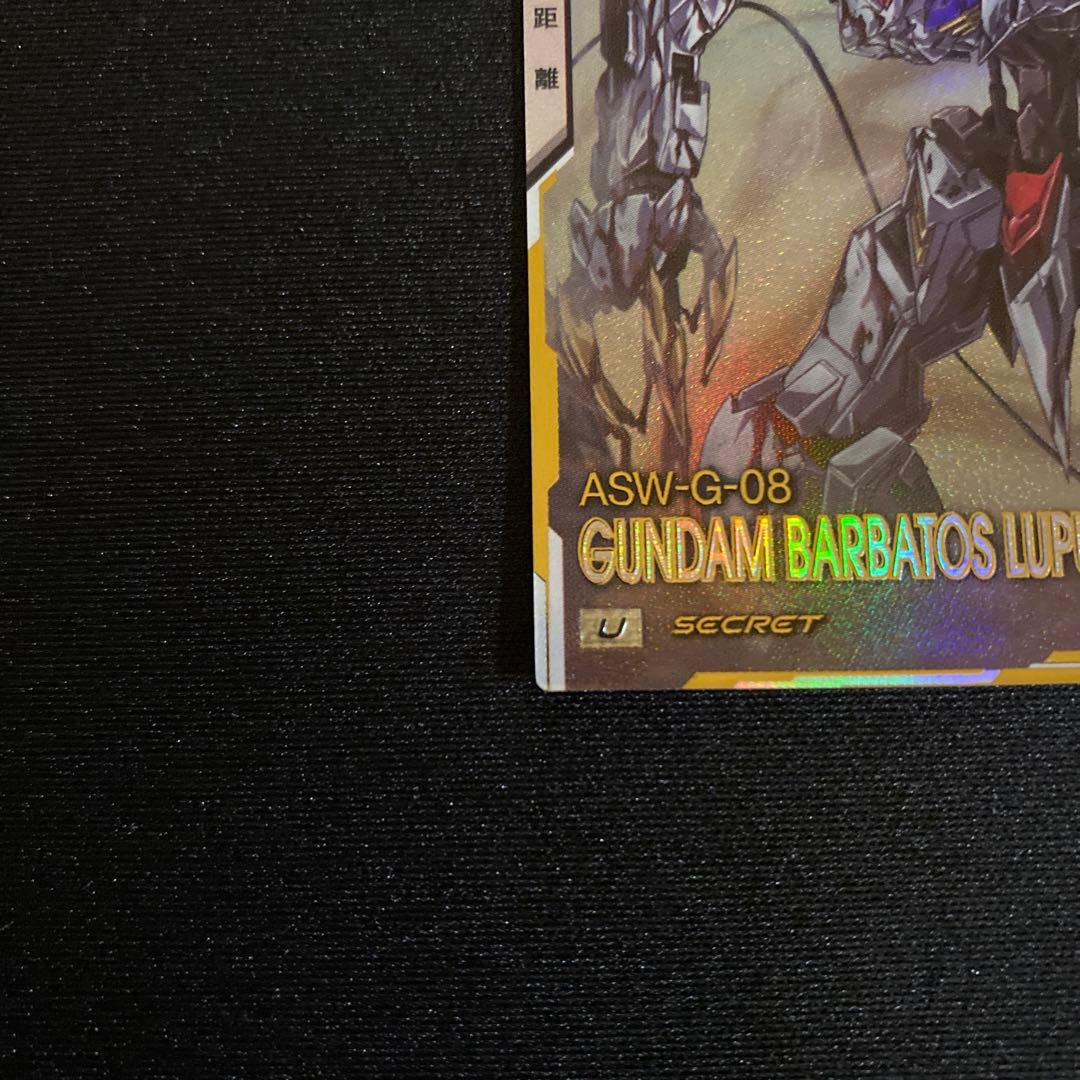 距離
ASW-G-08
GUNDAM BARBATOS LUPU
U SECRET